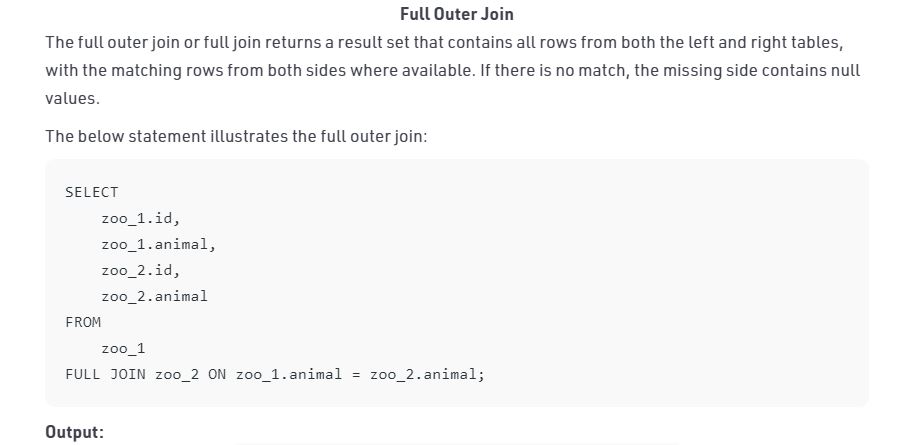 Full Outer Join
The full outer join or full join returns a result set that contains all rows from both the left and right tables,
with the matching rows from both sides where available. If there is no match, the missing side contains null
values.
The below statement illustrates the full outer join:
SELECT
    zoo_1.id,
    zoo_1.animal,
    zoo_2.id,
    zoo_2.animal
FROM
    zoo_1
FULL JOIN zoo_2 ON zoo_1.animal = zoo_2.animal;
Output: